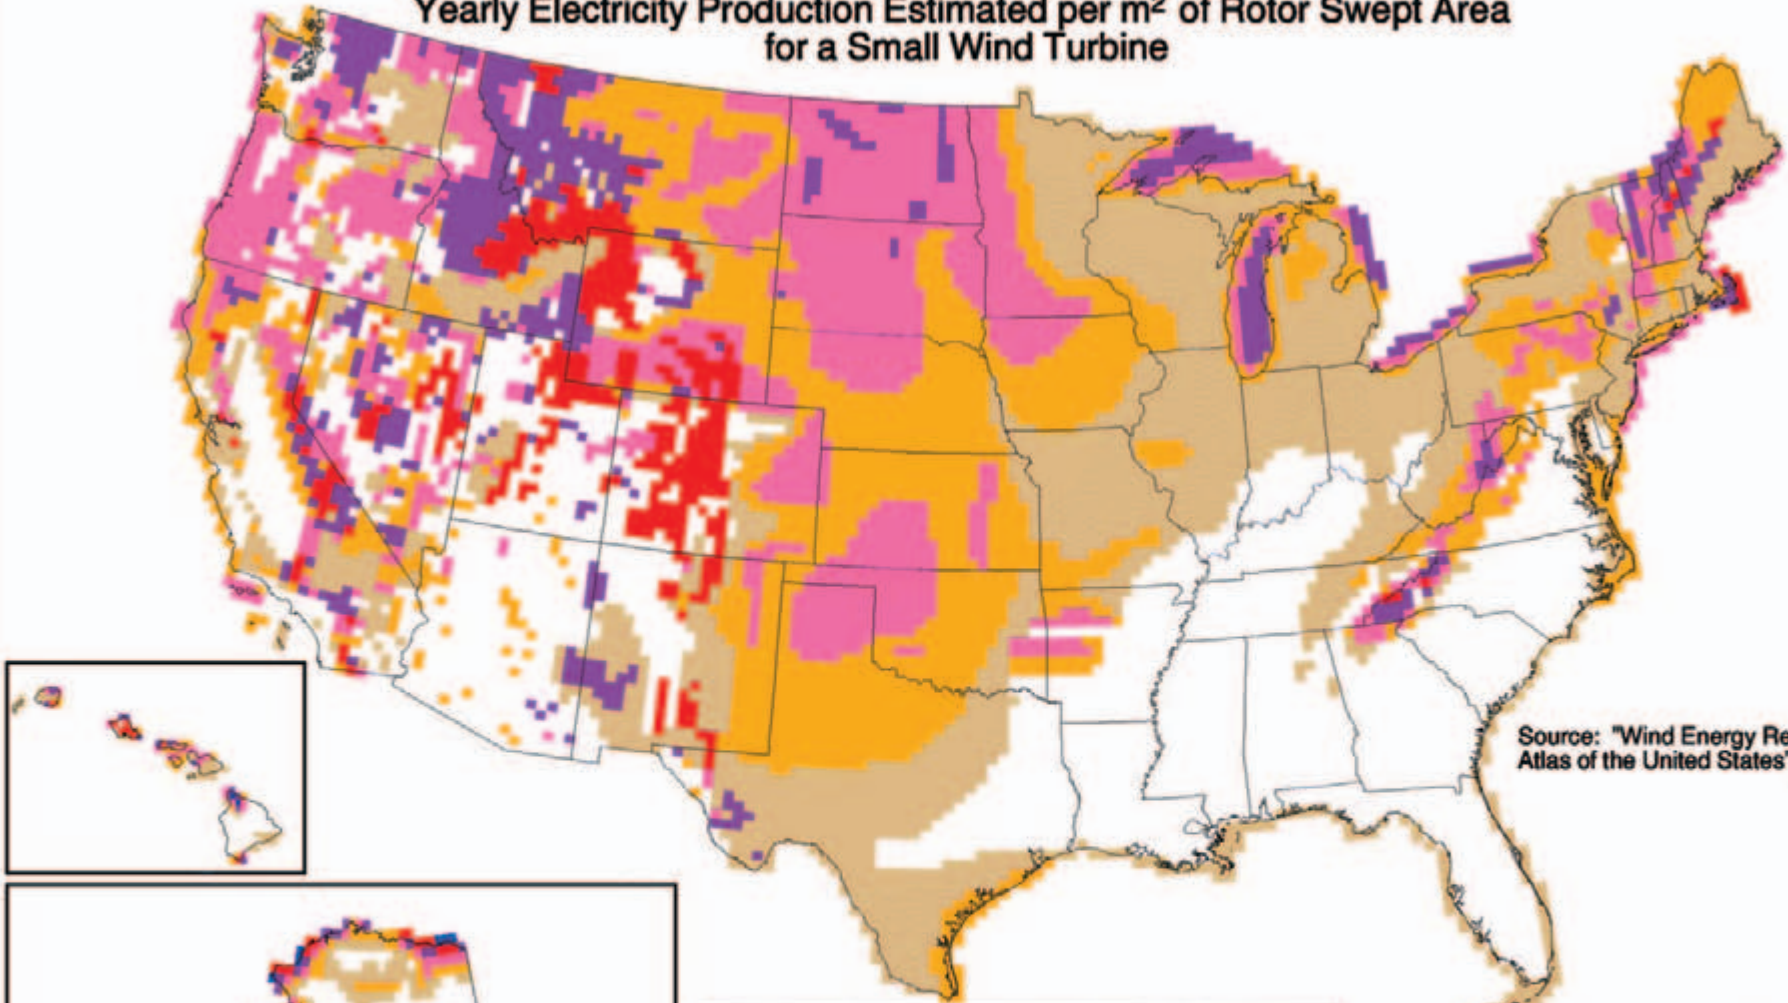 Yearly Electricity Production Estimated per m² of Rotor Swept Area
for a Small Wind Turbine
Source: "Wind Energy
Atlas of the United States"